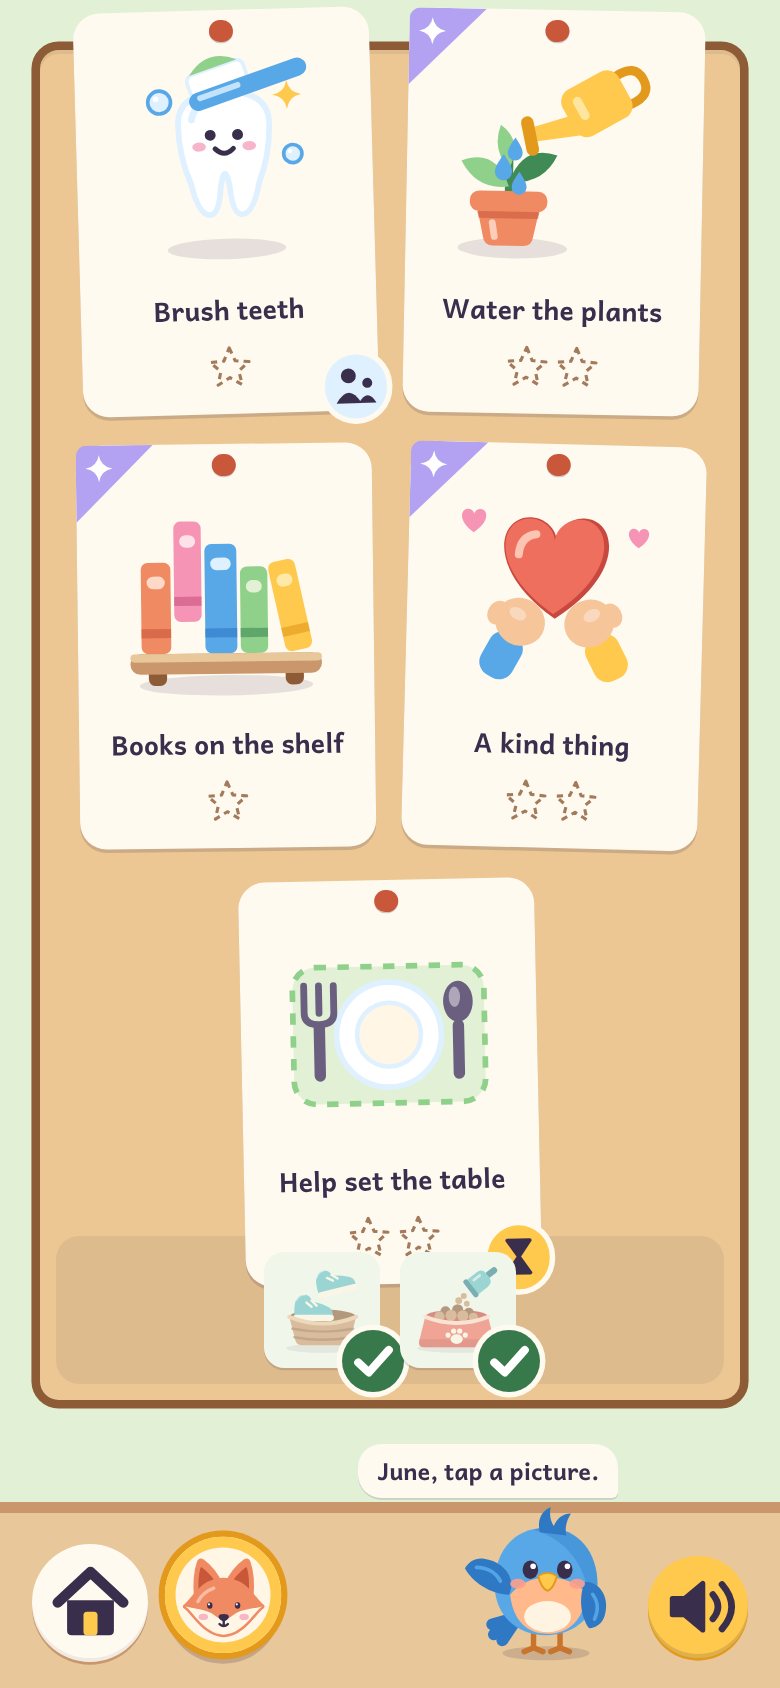 Brush teeth
Water the plants
Books on the shelf
A kind thing
Help set the table
June, tap a picture.